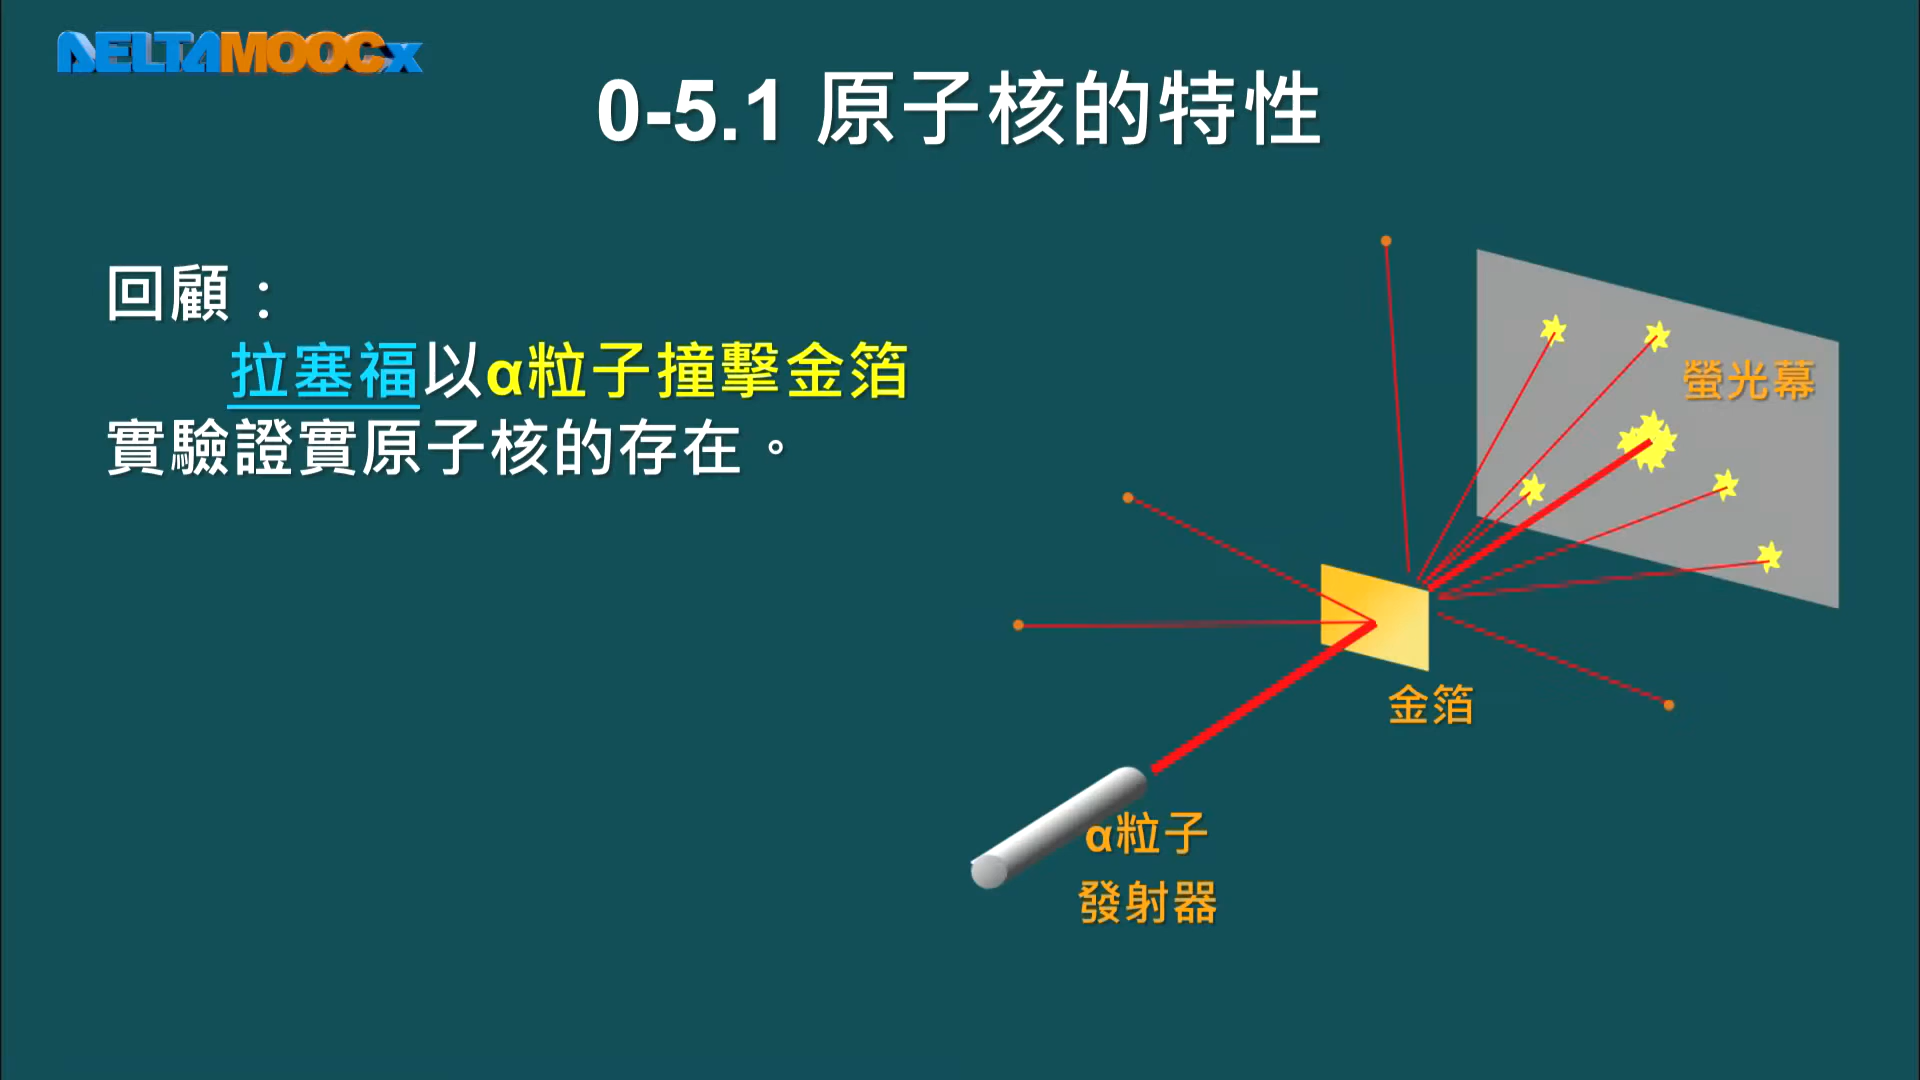 DELTAMOOCx
0-5.1 原子核的特性
回顧：
拉塞福以α粒子撞擊金箔
實驗證實原子核的存在。
螢光幕
金箔
α粒子
發射器